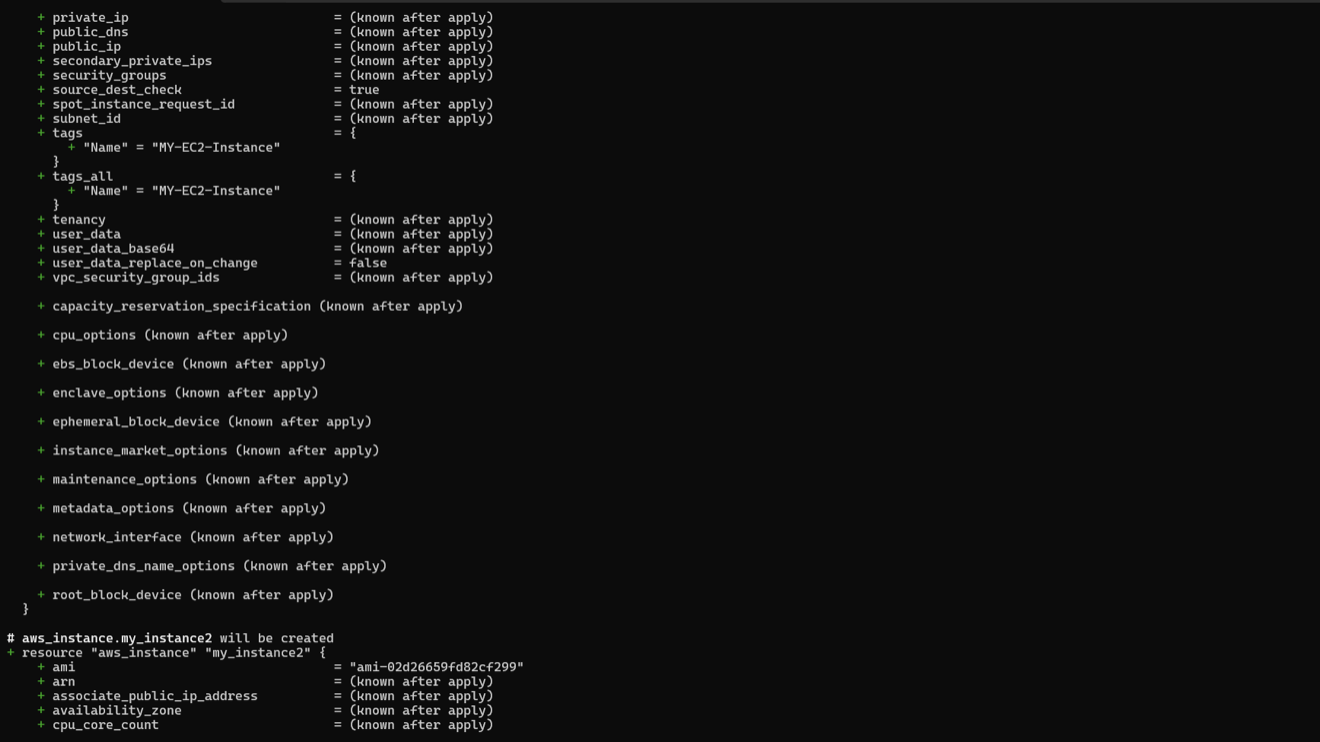 + private_ip = (known after apply)
+ public_dns = (known after apply)
+ public_ip = (known after apply)
+ secondary_private_ips = (known after apply)
+ security_groups = (known after apply)
+ source_dest_check = true
+ spot_instance_request_id = (known after apply)
+ subnet_id = (known after apply)
+ tags = {
+ "Name" = "MY-EC2-Instance"
}
+ tags_all = {
+ "Name" = "MY-EC2-Instance"
}
+ tenancy = (known after apply)
+ user_data = (known after apply)
+ user_data_base64 = (known after apply)
+ user_data_replace_on_change = false
+ vpc_security_group_ids = (known after apply)
+ capacity_reservation_specification (known after apply)
+ cpu_options (known after apply)
+ ebs_block_device (known after apply)
+ enclave_options (known after apply)
+ ephemeral_block_device (known after apply)
+ instance_market_options (known after apply)
+ maintenance_options (known after apply)
+ metadata_options (known after apply)
+ network_interface (known after apply)
+ private_dns_name_options (known after apply)
+ root_block_device (known after apply)
}
# aws_instance.my_instance2 will be created
+ resource "aws_instance" "my_instance2" {
+ ami = "ami-02d26659fd82cf299"
+ arn = (known after apply)
+ associate_public_ip_address = (known after apply)
+ availability_zone = (known after apply)
+ cpu_core_count = (known after apply)